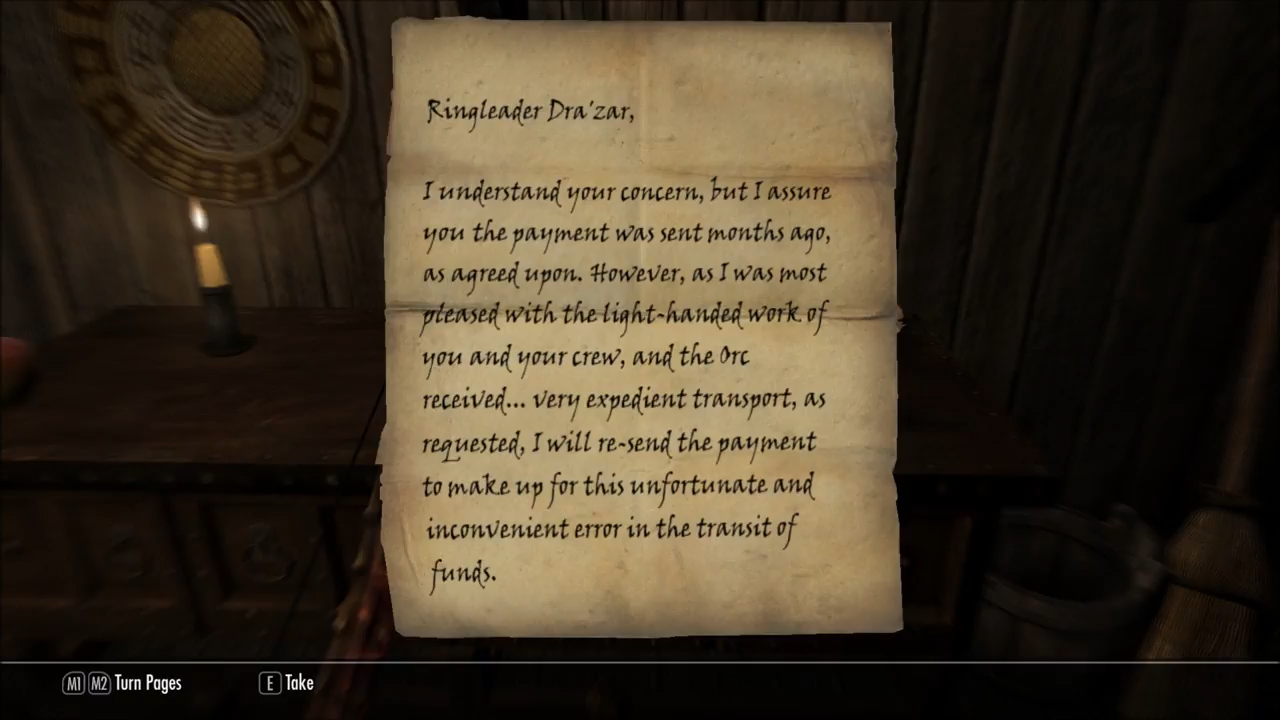 Ringleader Dra'zar,
I understand your concern, but I assure
you the payment was sent months ago,
as agreed upon. However, as I was most
pleased with the light-handed work of
you and your crew, and the Orc
received... very expedient transport, as
requested, I will re-send the payment
to make up for this unfortunate and
inconvenient error in the transit of
funds.
M1 M2 Turn Pages E Take